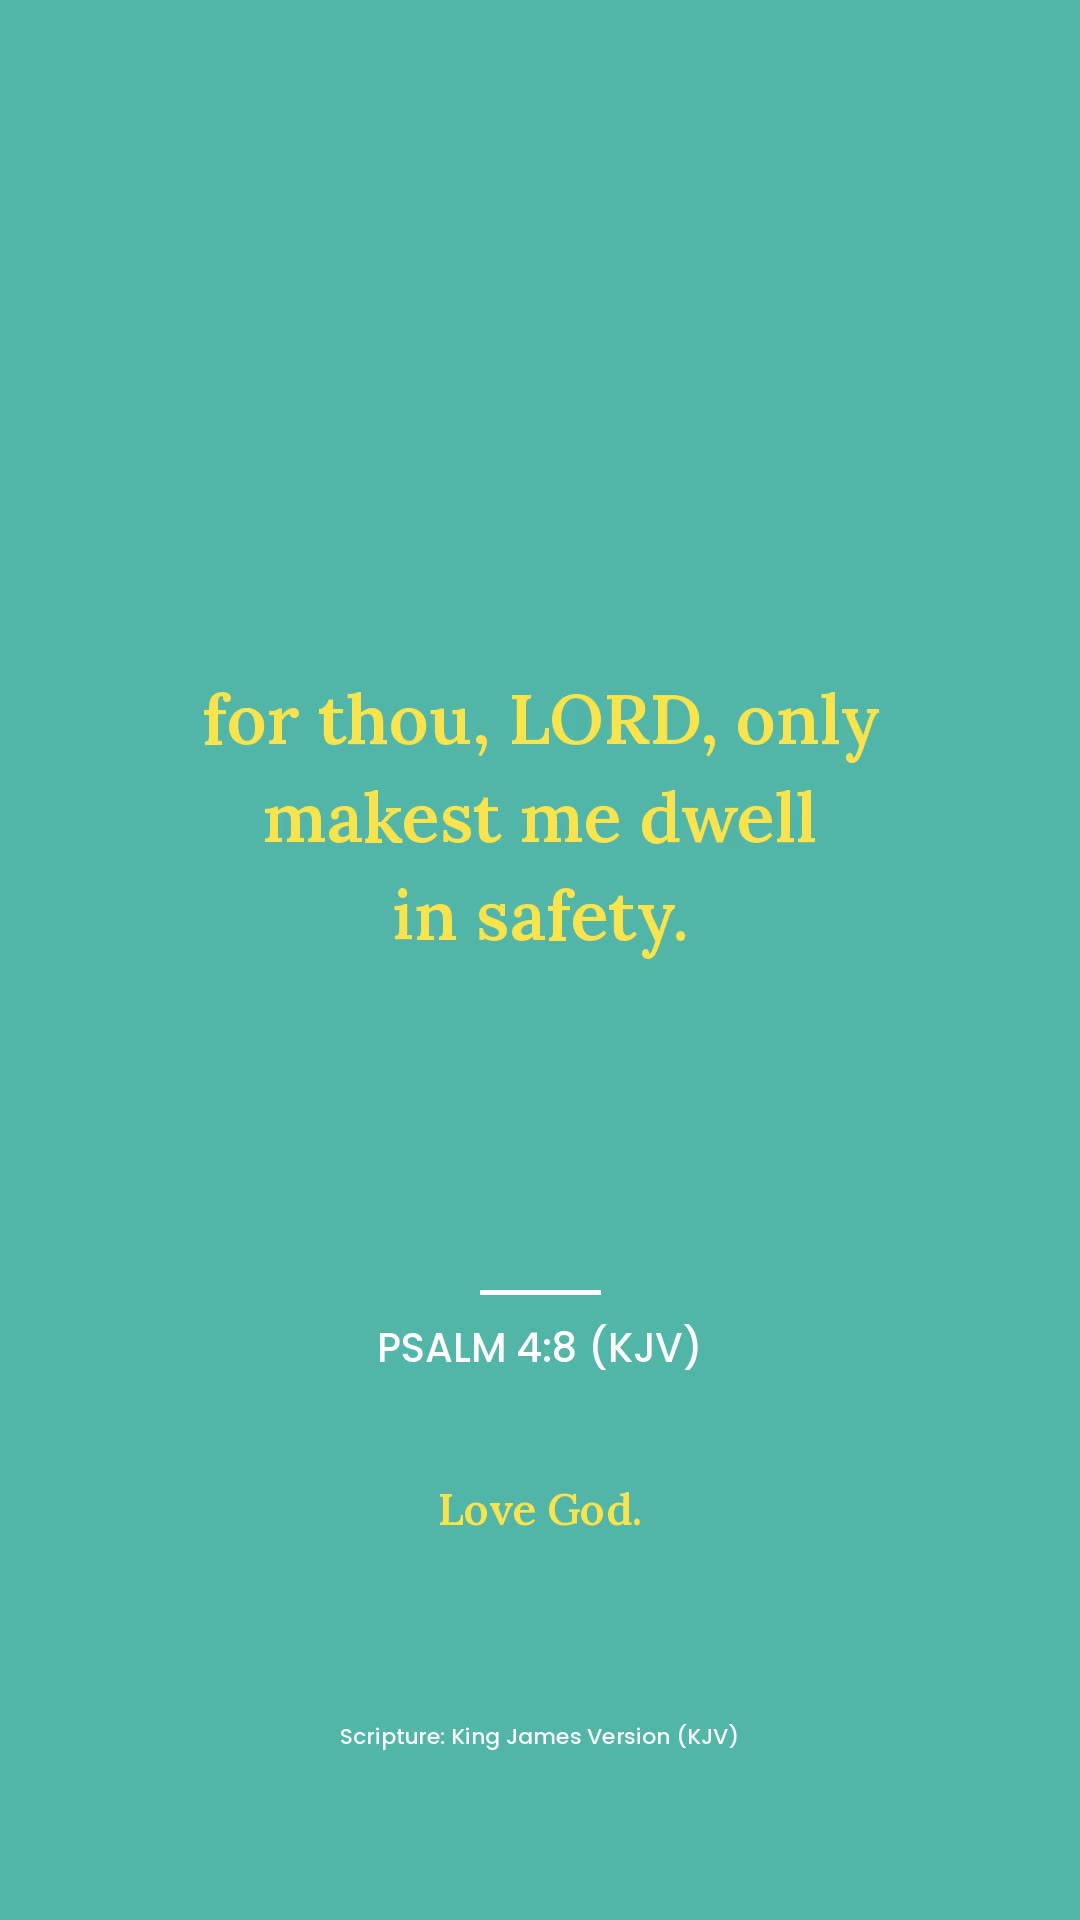 for thou, LORD, only
makest me dwell
in safety.
PSALM 4:8 (KJV)
Love God.
Scripture: King James Version (KJV)